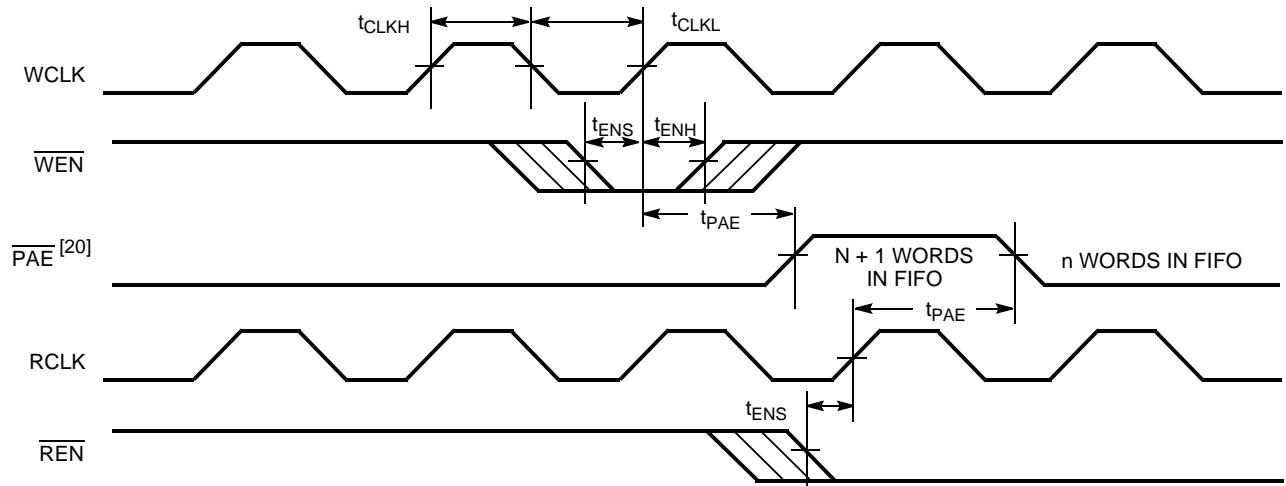 tCLKH
tCLKL
WCLK
tENS
tENH
WEN
tPAE
PAE [20]
N + 1 WORDS
IN FIFO
n WORDS IN FIFO
tPAE
RCLK
tENS
REN